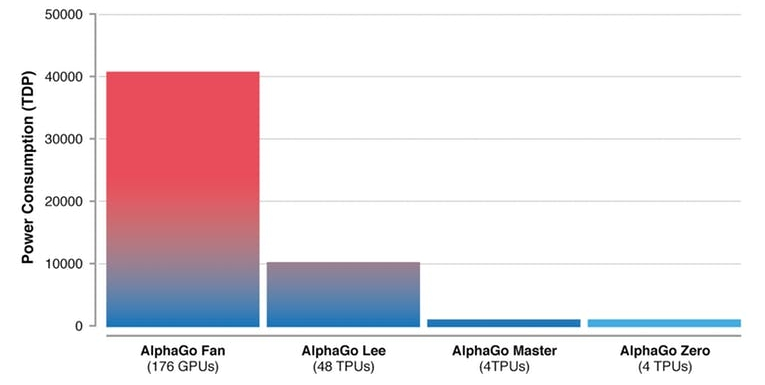 50000
40000
30000
20000
10000
0
Power Consumption (TDP)
AlphaGo Fan
(176 GPUs)
AlphaGo Lee
(48 TPUs)
AlphaGo Master
(4TPUs)
AlphaGo Zero
(4 TPUs)